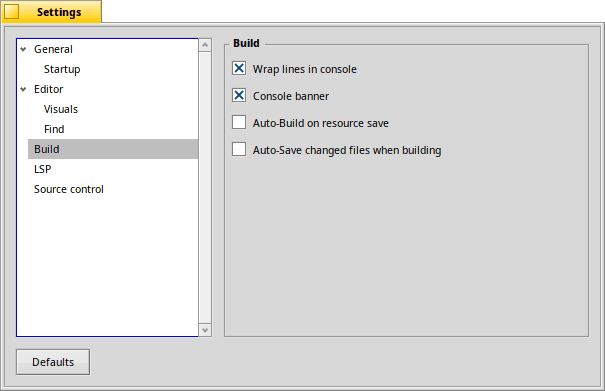 Settings
General
Startup
Editor
Visuals
Find
Build
LSP
Source control
Build
Wrap lines in console
Console banner
Auto-Build on resource save
Auto-Save changed files when building
Defaults